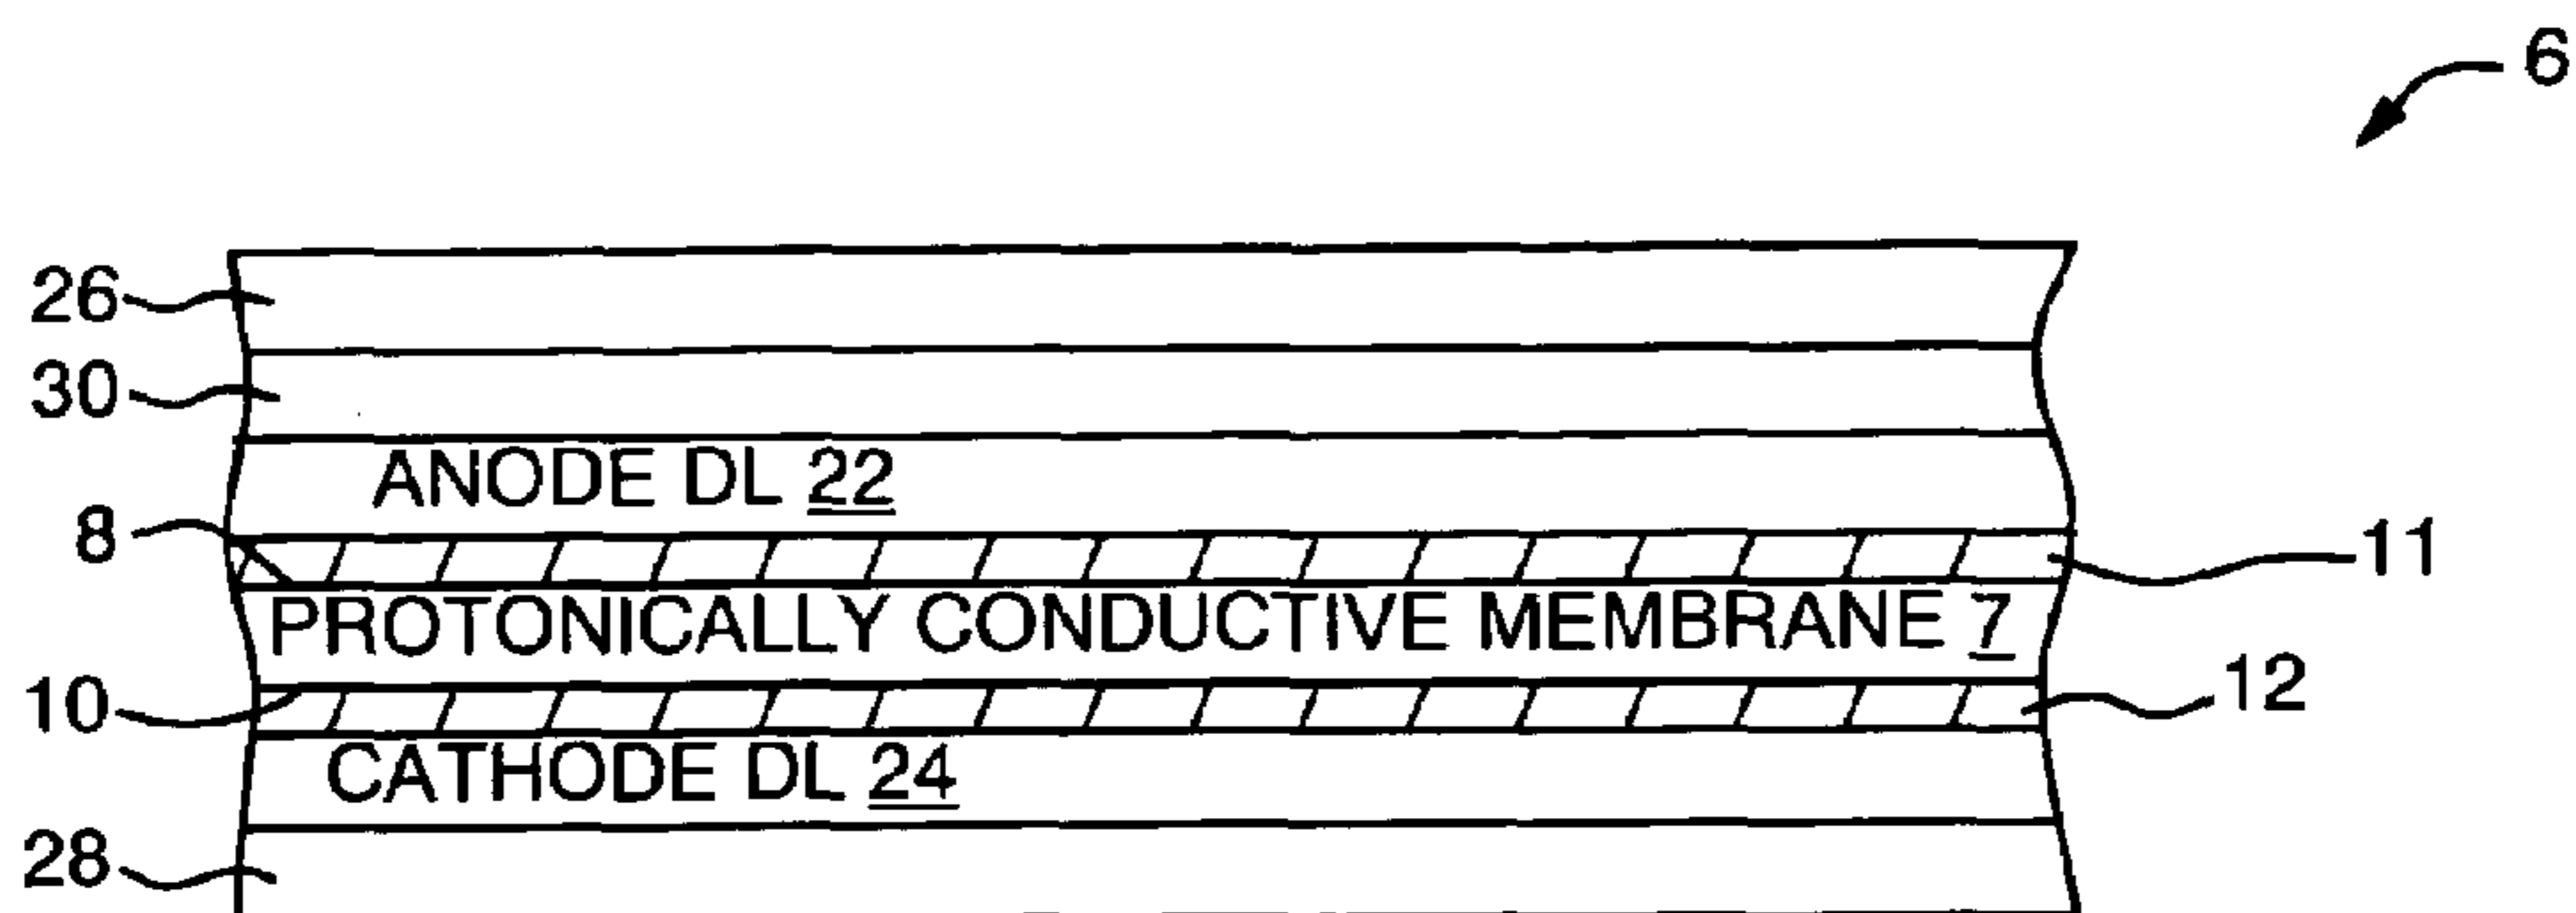 6
26
30
ANODE DL 22
8
11
PROTONICALLY CONDUCTIVE MEMBRANE 7
10
12
CATHODE DL 24
28